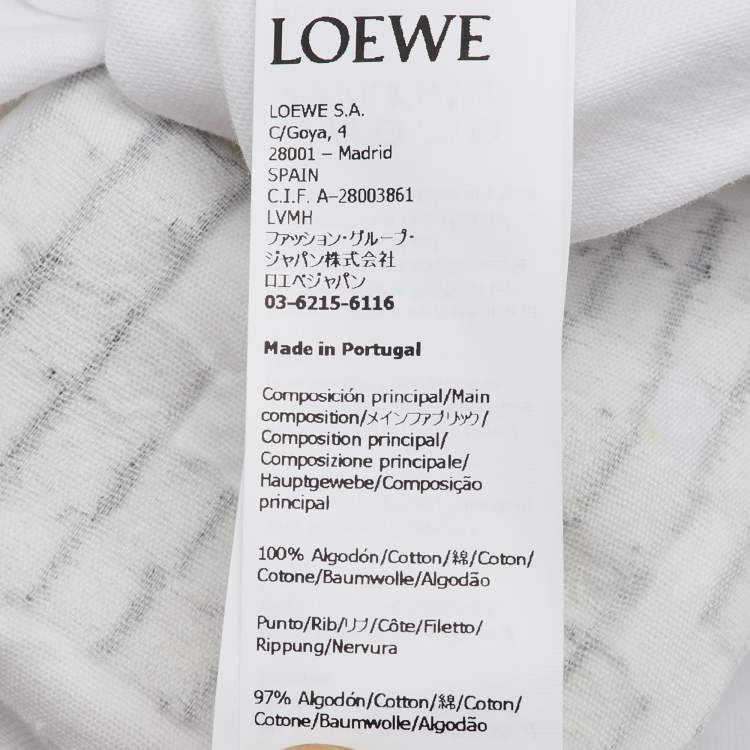 LOEWE
LOEWE S.A.
C/Goya, 4
28001 – Madrid
SPAIN
C.I.F. A-28003861
LVMH
ファッション・グループ・
ジャパン株式会社
ロエベジャパン
03-6215-6116
Made in Portugal
Composición principal/Main
composition/メインファブリック/
Composition principal/
Composizione principale/
Hauptgewebe/Composição
principal
100% Algodón/Cotton/綿/Coton/
Cotone/Baumwolle/Algodão
Punto/Rib/リブ/Côte/Filetto/
Rippung/Nervura
97% Algodón/Cotton/綿/Coton/
Cotone/Baumwolle/Algodão